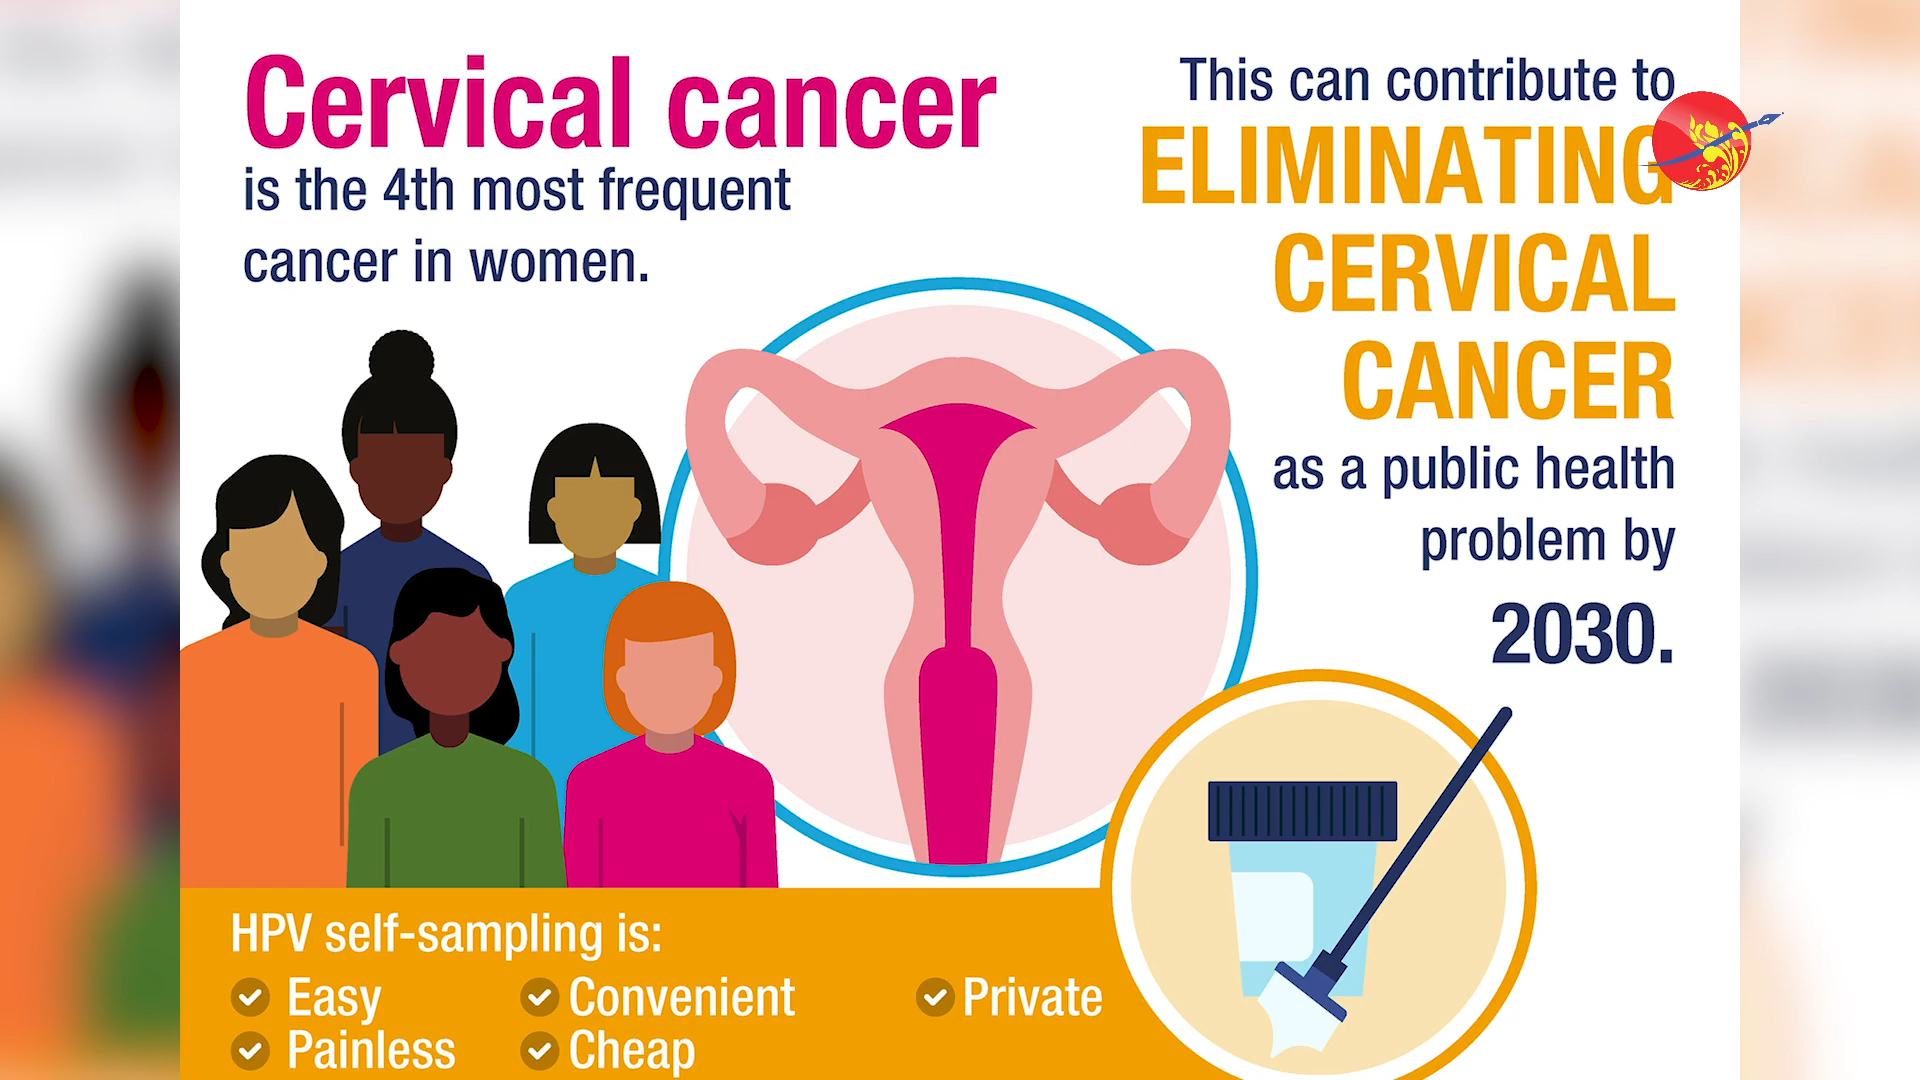 Cervical cancer
is the 4th most frequent
cancer in women.
This can contribute to
ELIMINATING
CERVICAL
CANCER
as a public health
problem by
2030.
HPV self-sampling is:
Easy
Convenient
Private
Painless
Cheap